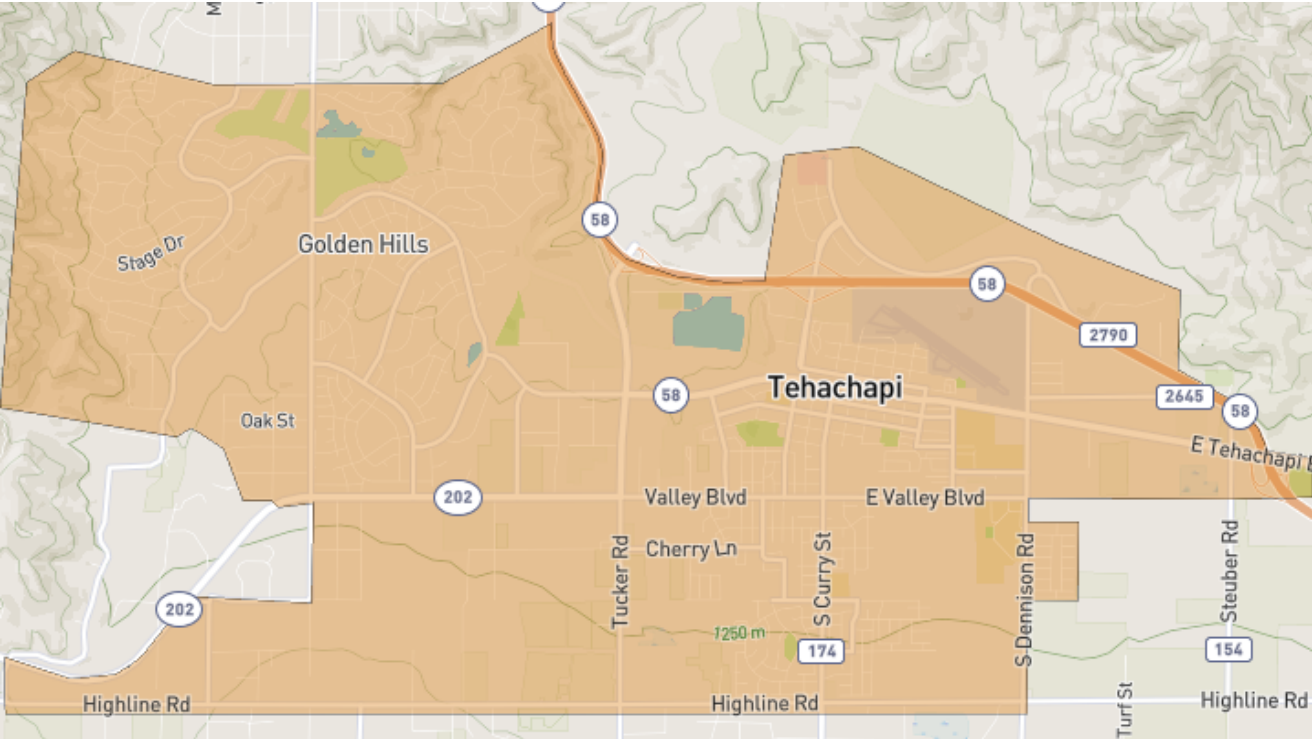 M
58
Stage Dr
Golden Hills
58
2790
58
Tehachapi
2645
58
Oak St
E Tehachapi B
202
Valley Blvd
E Valley Blvd
Tucker Rd
Cherry Ln
S Curry St
S Dennison Rd
Steuber Rd
202
1250 m
174
154
Highline Rd
Highline Rd
Turf St
Highline Rd